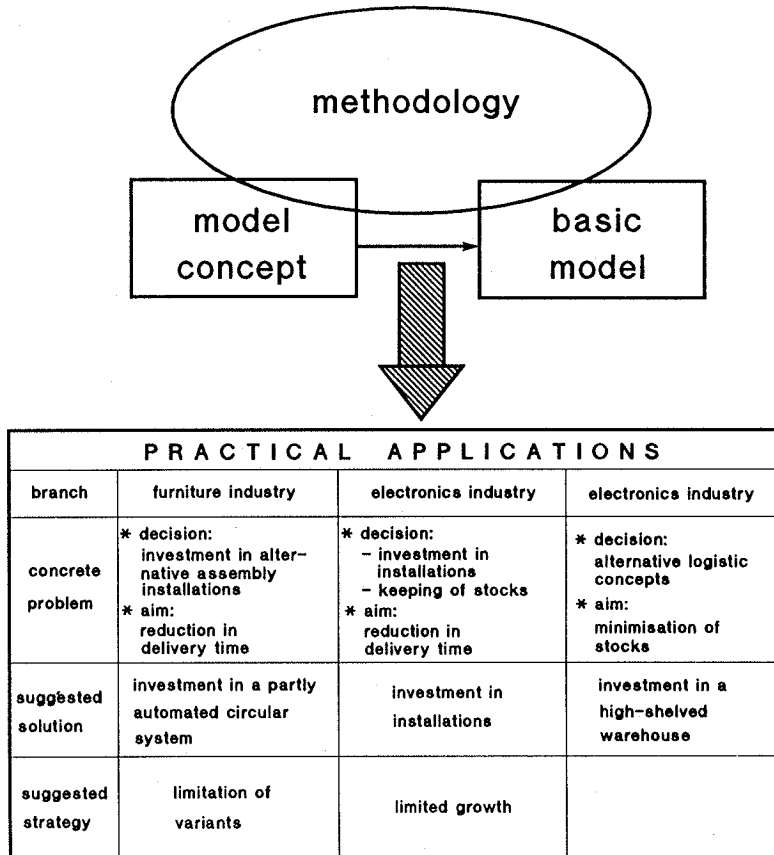 methodology
model
concept
basic
model
PRACTICAL APPLICATIONS
branch
furniture industry
electronics industry
electronics industry
concrete
problem
* decision:
investment in alter-
native assembly
installations
* aim:
reduction in
delivery time
* decision:
- investment in
installations
- keeping of stocks
* aim:
reduction in
delivery time
* decision:
alternative logistic
concepts
* aim:
minimisation of
stocks
suggested
solution
investment in a partly
automated circular
system
investment in
installations
investment in a
high-shelved
warehouse
suggested
strategy
limitation of
variants
limited growth